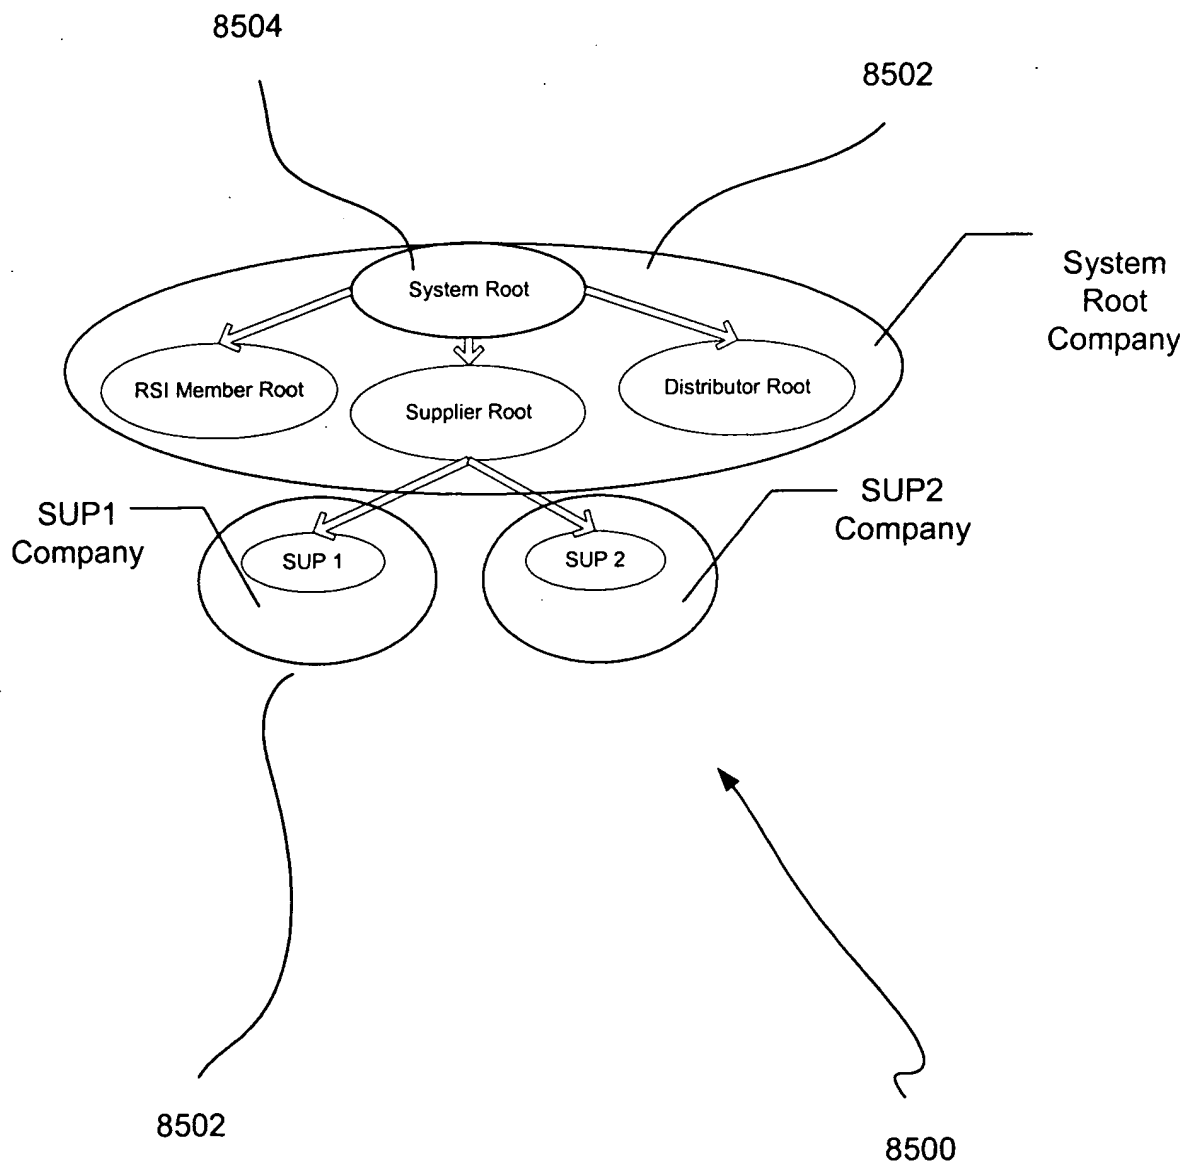 8504
8502
System
Root
Company
System Root
RSI Member Root
Supplier Root
Distributor Root
SUP1
Company
SUP2
Company
SUP 1
SUP 2
8502
8500